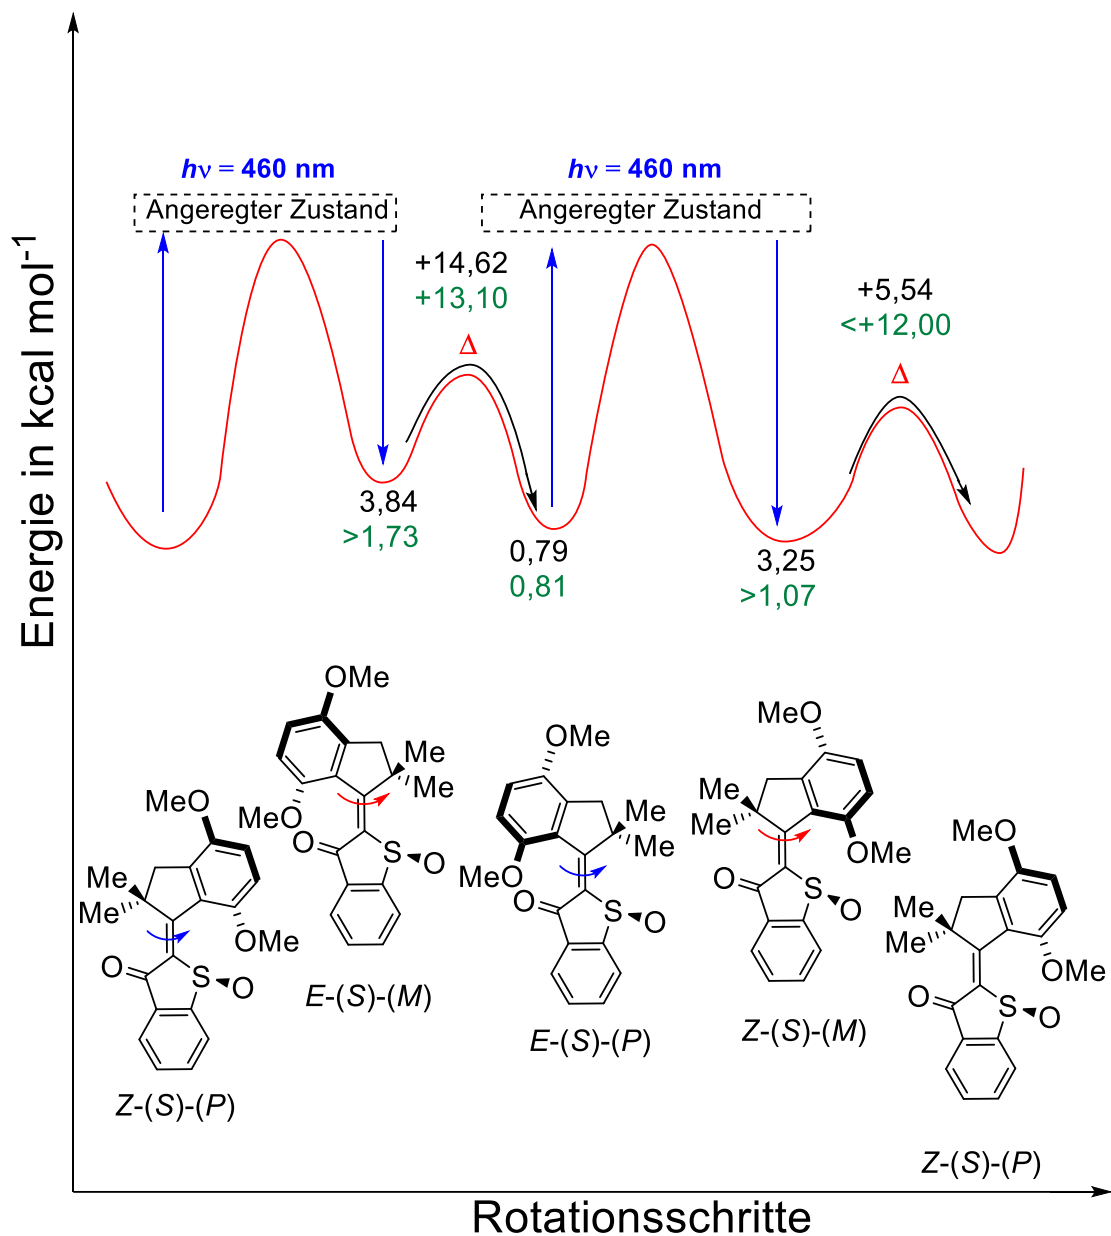 Energie in kcal mol⁻¹
hν = 460 nm
hν = 460 nm
Angeregter Zustand
Angeregter Zustand
+14,62
+13,10
Δ
+5,54
<+12,00
Δ
3,84
>1,73
0,79
0,81
3,25
>1,07
OMe
Me
Me
MeO
O
S
O
E-(S)-(M)
OMe
Me
Me
MeO
O
S
O
E-(S)-(P)
MeO
Me
Me
OMe
O
S
O
Z-(S)-(M)
MeO
Me
Me
OMe
O
S
O
Z-(S)-(P)
MeO
Me
Me
OMe
O
S
O
Z-(S)-(P)
Rotationsschritte